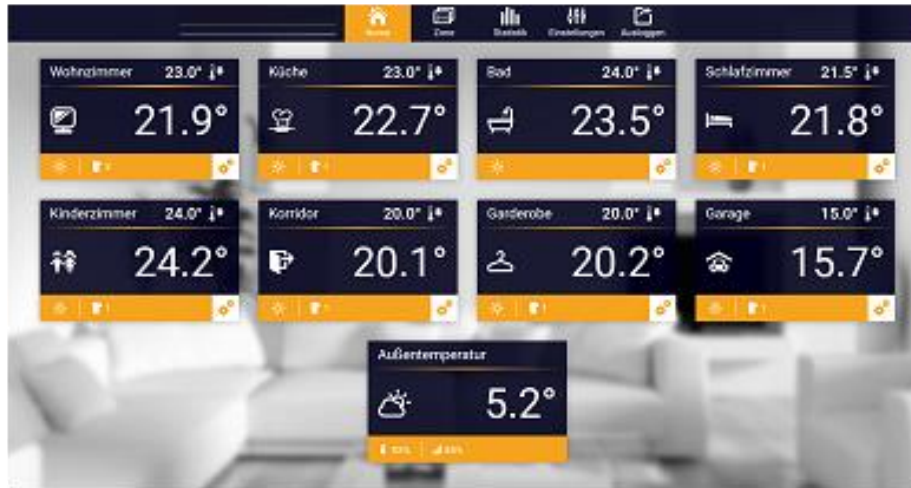 Home Zone Statistik Einstellungen Ausloggen
Wohnzimmer 23.0°
21.9°
Küche 23.0°
22.7°
Bad 24.0°
23.5°
Schlafzimmer 21.5°
21.8°
Kinderzimmer 24.0°
24.2°
Korridor 20.0°
20.1°
Garderobe 20.0°
20.2°
Garage 15.0°
15.7°
Außentemperatur
5.2°